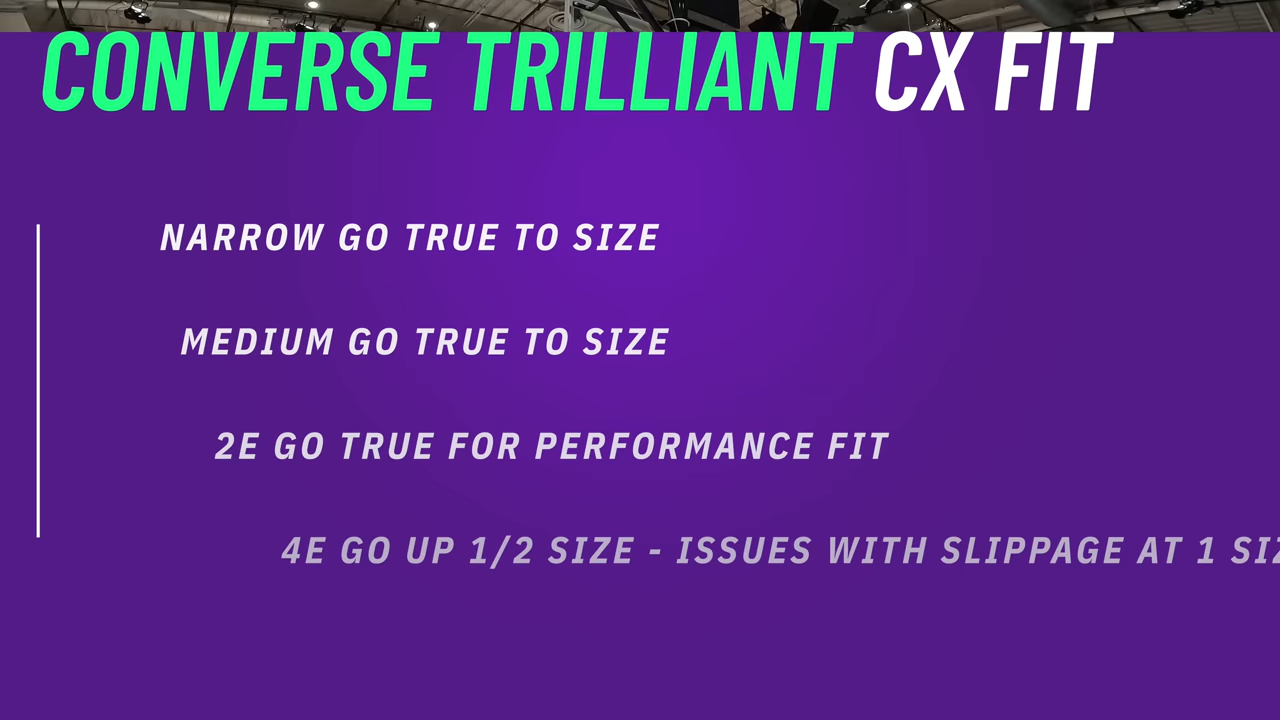 CONVERSE TRILLIANT CX FIT
NARROW GO TRUE TO SIZE
MEDIUM GO TRUE TO SIZE
2E GO TRUE FOR PERFORMANCE FIT
4E GO UP 1/2 SIZE - ISSUES WITH SLIPPAGE AT 1